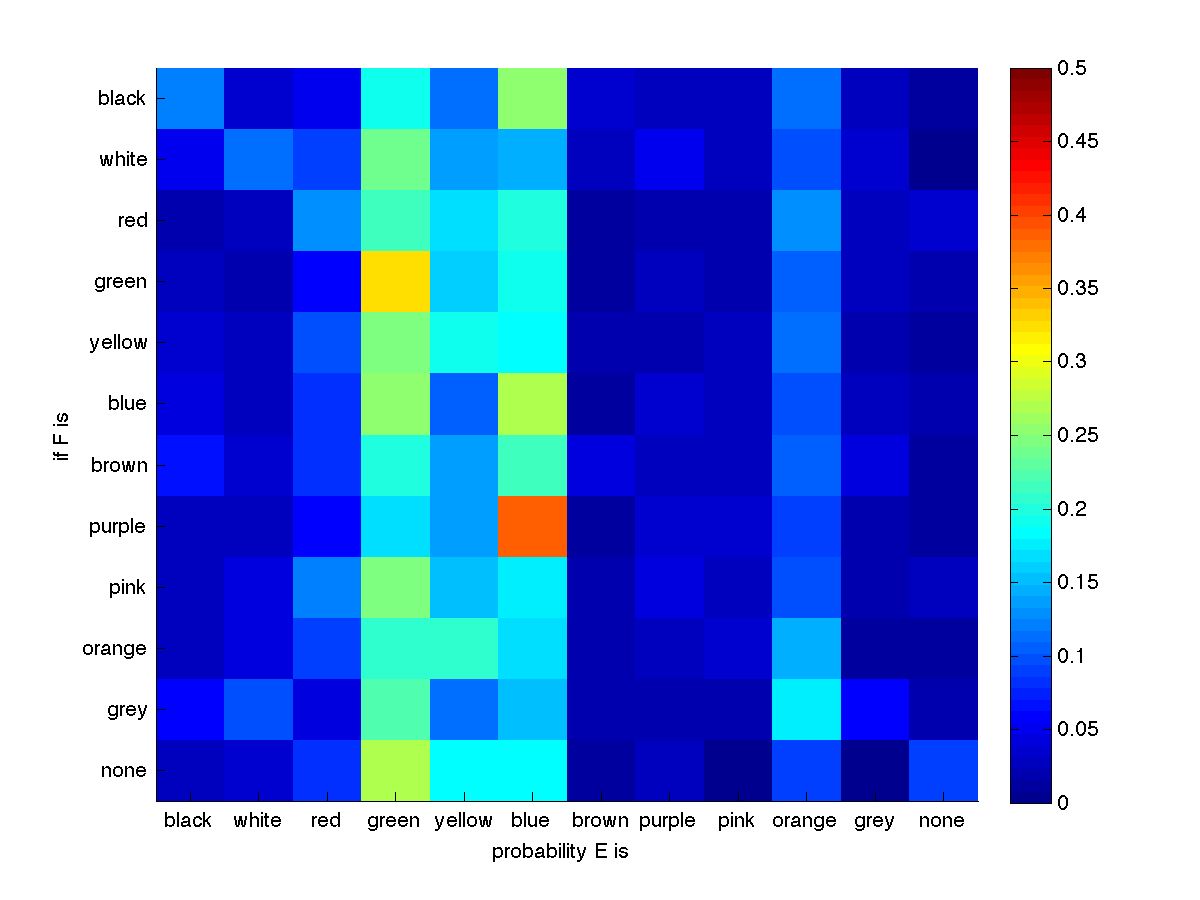 black
white
red
green
yellow
blue
brown
purple
pink
orange
grey
none
if F is
black white red green yellow blue brown purple pink orange grey none
probability E is
0.5
0.45
0.4
0.35
0.3
0.25
0.2
0.15
0.1
0.05
0